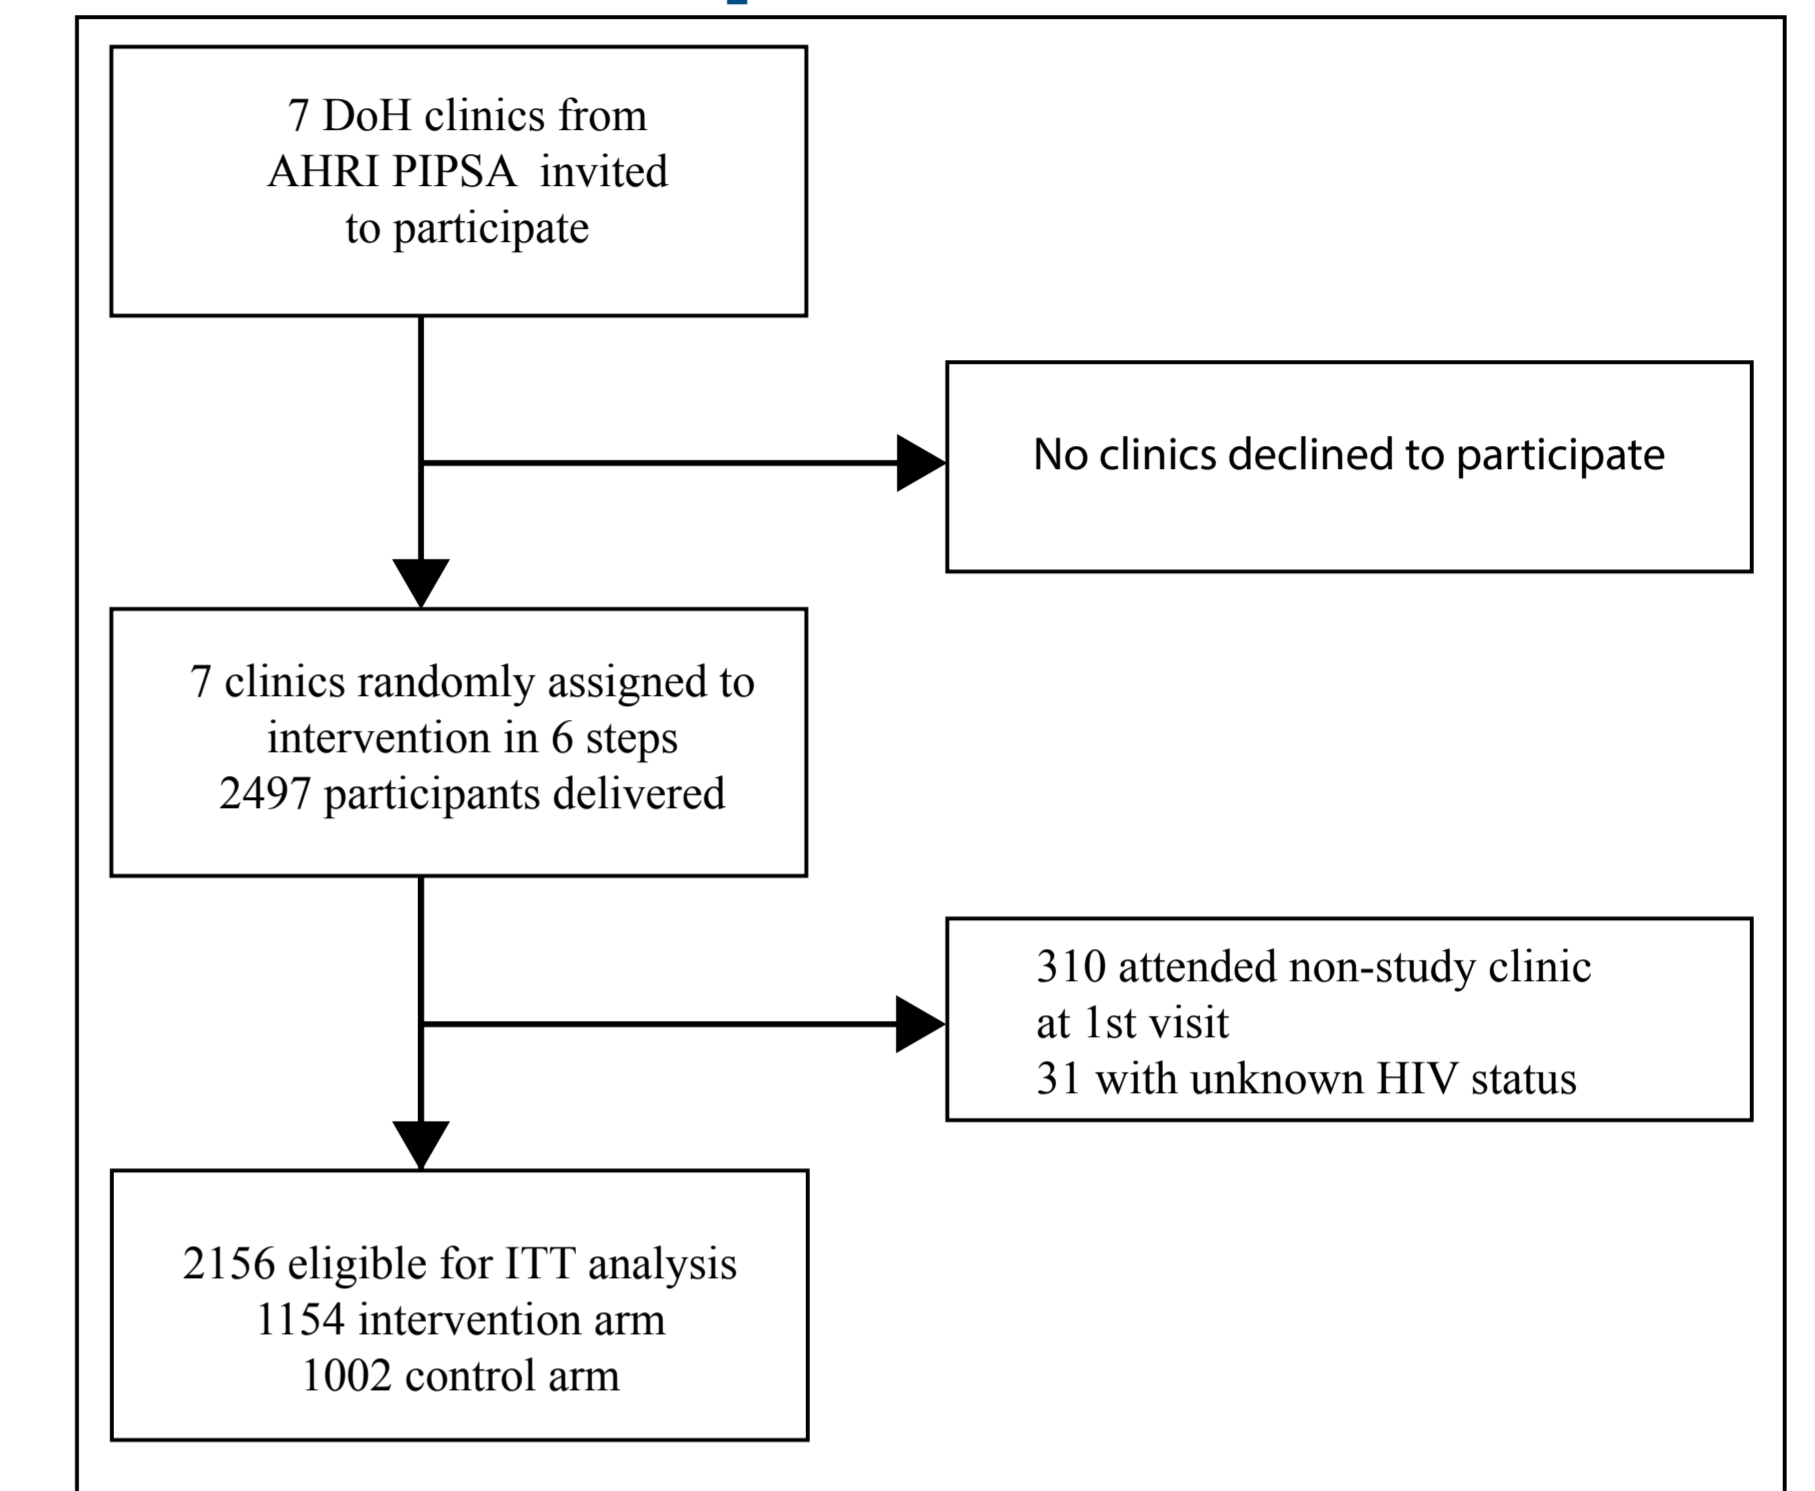 7 DoH clinics from
AHRI PIPSA invited
to participate
No clinics declined to participate
7 clinics randomly assigned to
intervention in 6 steps
2497 participants delivered
310 attended non-study clinic
at 1st visit
31 with unknown HIV status
2156 eligible for ITT analysis
1154 intervention arm
1002 control arm